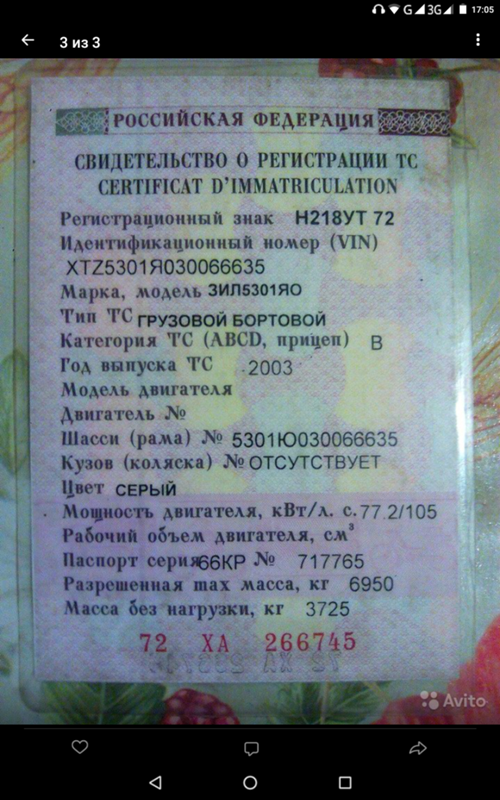 G 3G 17:05
3 из 3
РОССИЙСКАЯ ФЕДЕРАЦИЯ
СВИДЕТЕЛЬСТВО О РЕГИСТРАЦИИ ТС
CERTIFICAT D'IMMATRICULATION
Регистрационный знак Н218УТ 72
Идентификационный номер (VIN)
XTZ5301Я030066635
Марка, модель ЗИЛ5301ЯО
Тип ТС ГРУЗОВОЙ БОРТОВОЙ
Категория ТС (ABCD, прицеп) B
Год выпуска ТС 2003
Модель двигателя
Двигатель №
Шасси (рама) № 5301Ю030066635
Кузов (коляска) № ОТСУТСТВУЕТ
Цвет СЕРЫЙ
Мощность двигателя, кВт/л. с. 77.2/105
Рабочий объем двигателя, см³
Паспорт серия 66КР № 717765
Разрешенная max масса, кг 6950
Масса без нагрузки, кг 3725
72 ХА 266745
Avito